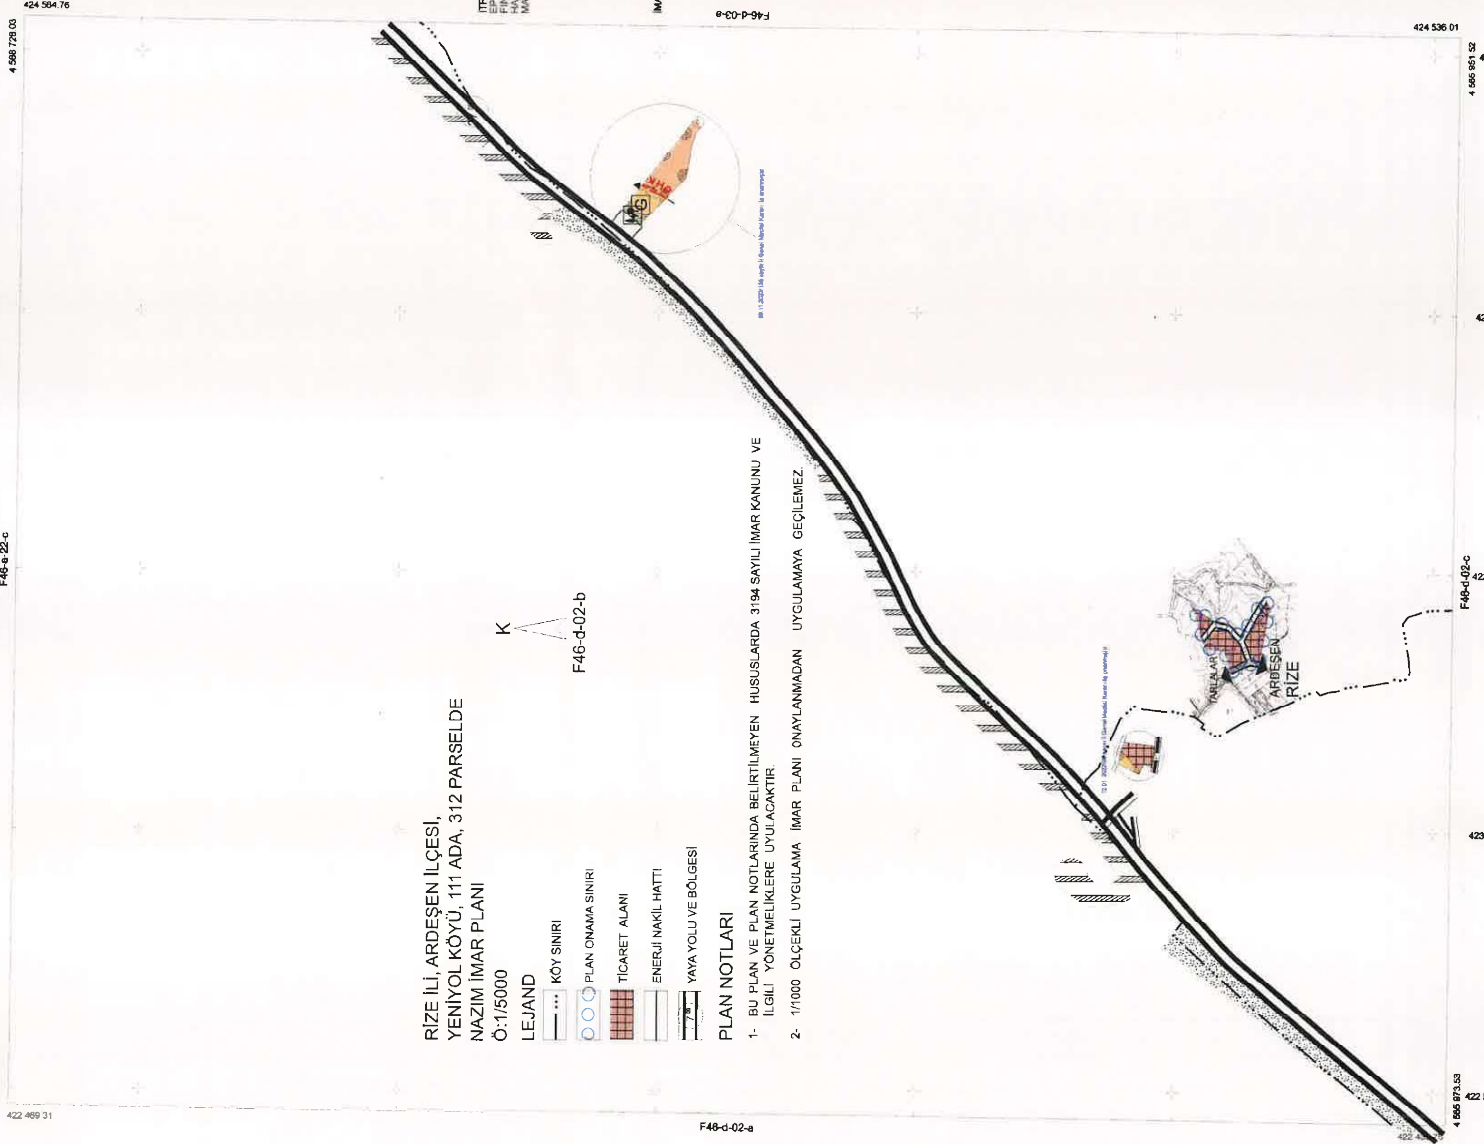 RİZE İLİ, ARDEŞEN İLÇESİ,
YENİYOL KÖYÜ, 111 ADA, 312 PARSELDE
NAZIM İMAR PLANI
Ö:1/5000
LEJAND
KÖY SINIRI
PLAN ONAMA SINIRI
TİCARET ALANI
ENERJİ NAKİL HATTI
YAYA YOLU VE BÖLGESİ
PLAN NOTLARI
1- BU PLAN VE PLAN NOTLARINDA BELİRTİLMEYEN HUSUSLARDA 3194 SAYILI İMAR KANUNU VE
İLGİLİ YÖNETMELİKLERE UYULACAKTIR.
2- 1/1000 ÖLÇEKLİ UYGULAMA İMAR PLANI ONAYLANMADAN UYGULAMAYA GEÇİLEMEZ.
K
F46-d-02-b
TARLALAR
ARDEŞEN
RİZE
G
F46-a-22-c
F46-d-03-a
F46-d-02-c
F46-d-02-a
424 584.76
4 568 728.03
424 536 01
4 565 951 52
422 469 31
4 565 973.53
423